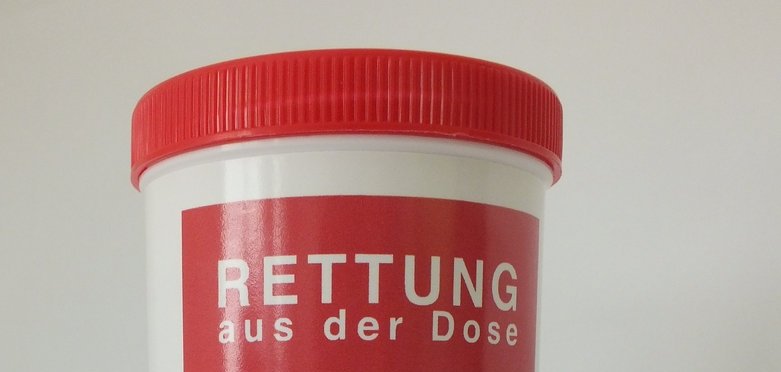 RETTUNG
aus der Dose